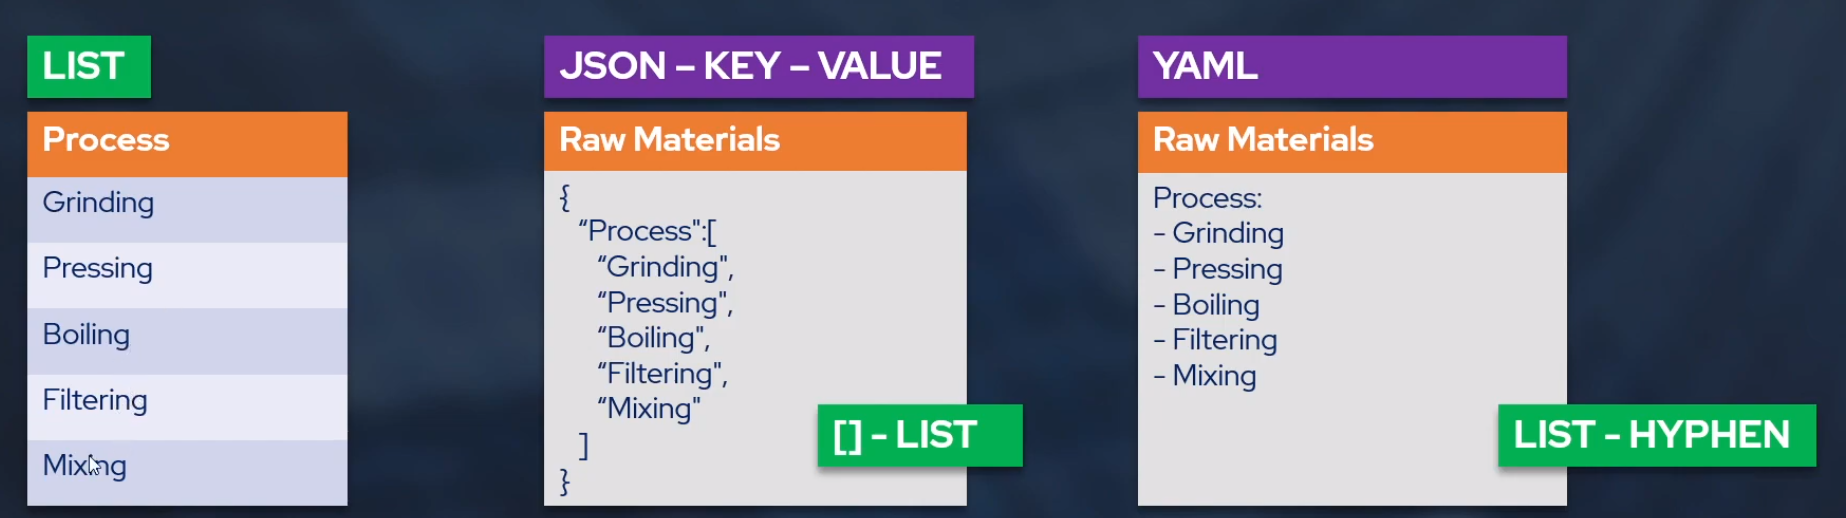 LIST
Process
Grinding
Pressing
Boiling
Filtering
Mixing
JSON – KEY – VALUE
Raw Materials
{
“Process":[
“Grinding",
“Pressing",
“Boiling",
“Filtering",
“Mixing"
]
}
[] - LIST
YAML
Raw Materials
Process:
- Grinding
- Pressing
- Boiling
- Filtering
- Mixing
LIST - HYPHEN